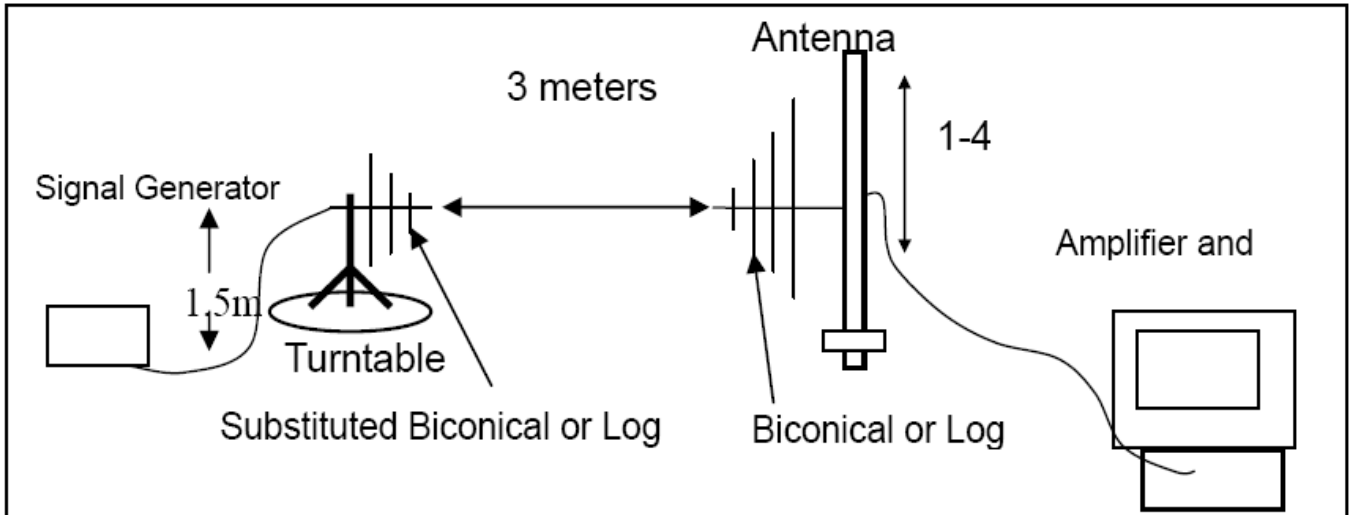 Antenna
3 meters
1-4
Signal Generator
Amplifier and
1.5m
Turntable
Substituted Biconical or Log
Biconical or Log